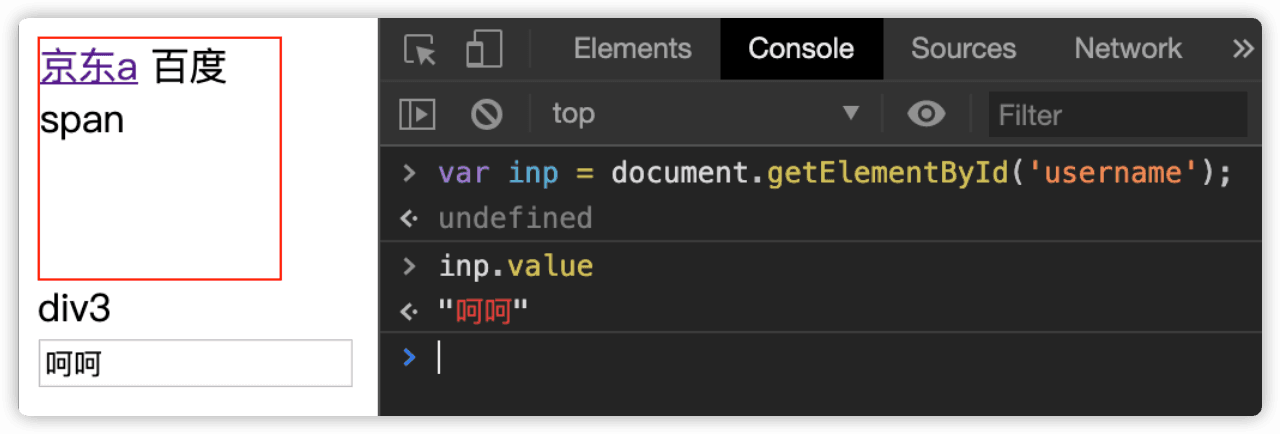 京东a 百度
span
div3
呵呵
Elements Console Sources Network »
top ▼ Filter
> var inp = document.getElementById('username');
<· undefined
> inp.value
<· "呵呵"
>